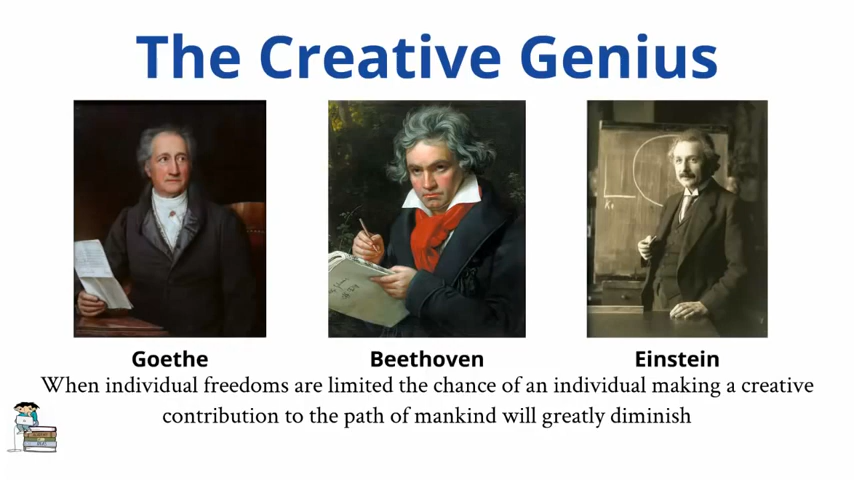 The Creative Genius
Goethe
Beethoven
Einstein
When individual freedoms are limited the chance of an individual making a creative
contribution to the path of mankind will greatly diminish